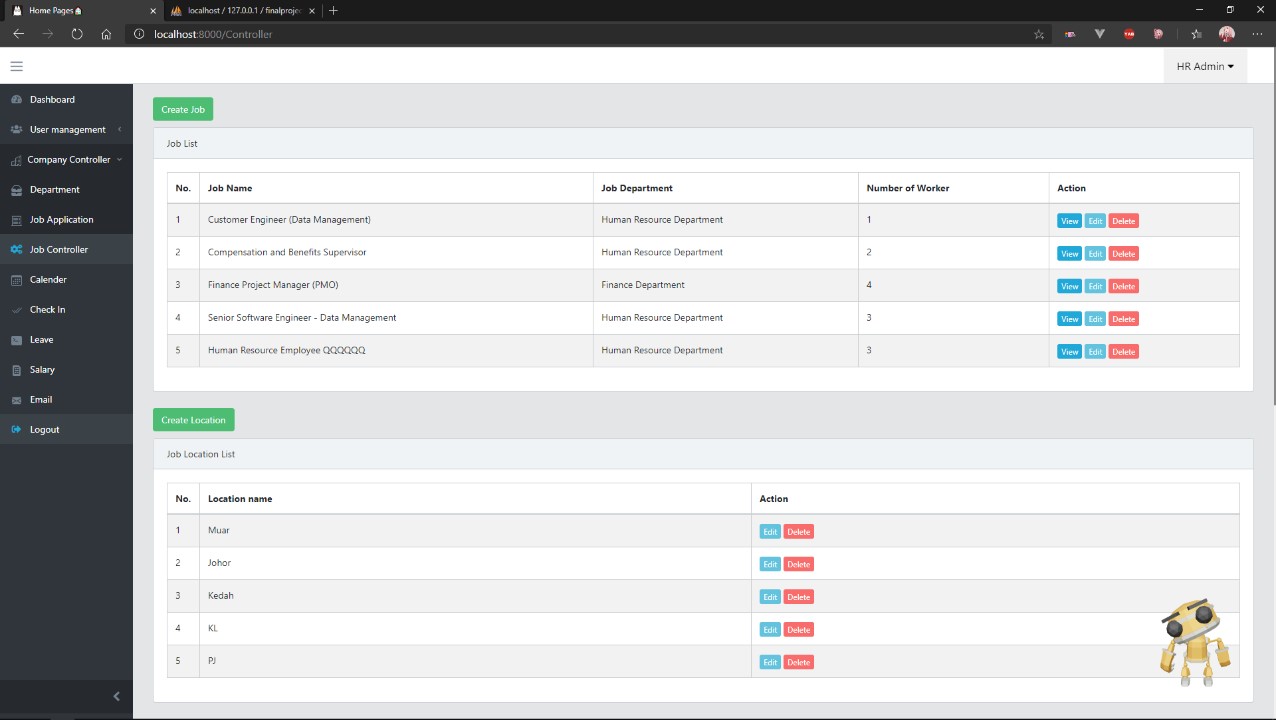 Home Pages
localhost / 127.0.0.1 / finalproje
localhost:8000/Controller
HR Admin
Dashboard
User management
Company Controller
Department
Job Application
Job Controller
Calender
Check In
Leave
Salary
Email
Logout
Create Job
Job List
No. Job Name Job Department Number of Worker Action
1 Customer Engineer (Data Management) Human Resource Department 1 View Edit Delete
2 Compensation and Benefits Supervisor Human Resource Department 2 View Edit Delete
3 Finance Project Manager (PMO) Finance Department 4 View Edit Delete
4 Senior Software Engineer - Data Management Human Resource Department 3 View Edit Delete
5 Human Resource Employee QQQQQQ Human Resource Department 3 View Edit Delete
Create Location
Job Location List
No. Location name Action
1 Muar Edit Delete
2 Johor Edit Delete
3 Kedah Edit Delete
4 KL Edit Delete
5 PJ Edit Delete